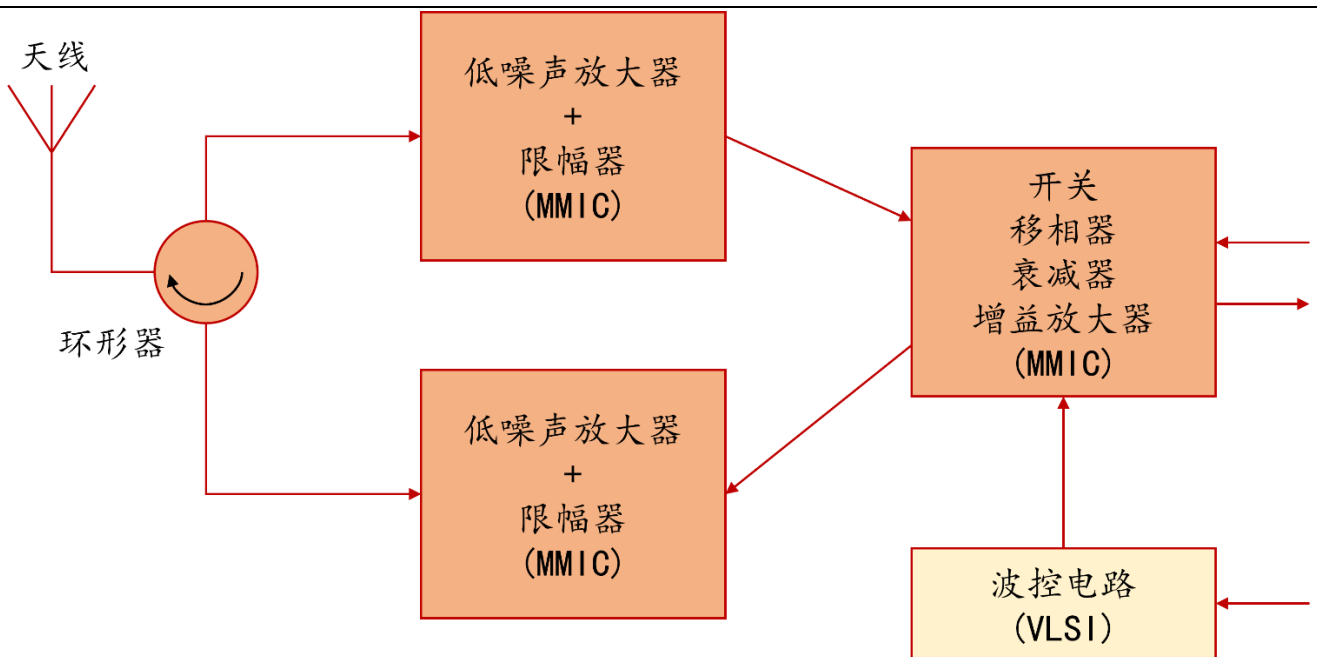 天线
环形器
低噪声放大器
+
限幅器
(MMIC)
低噪声放大器
+
限幅器
(MMIC)
开关
移相器
衰减器
增益放大器
(MMIC)
波控电路
(VLSI)